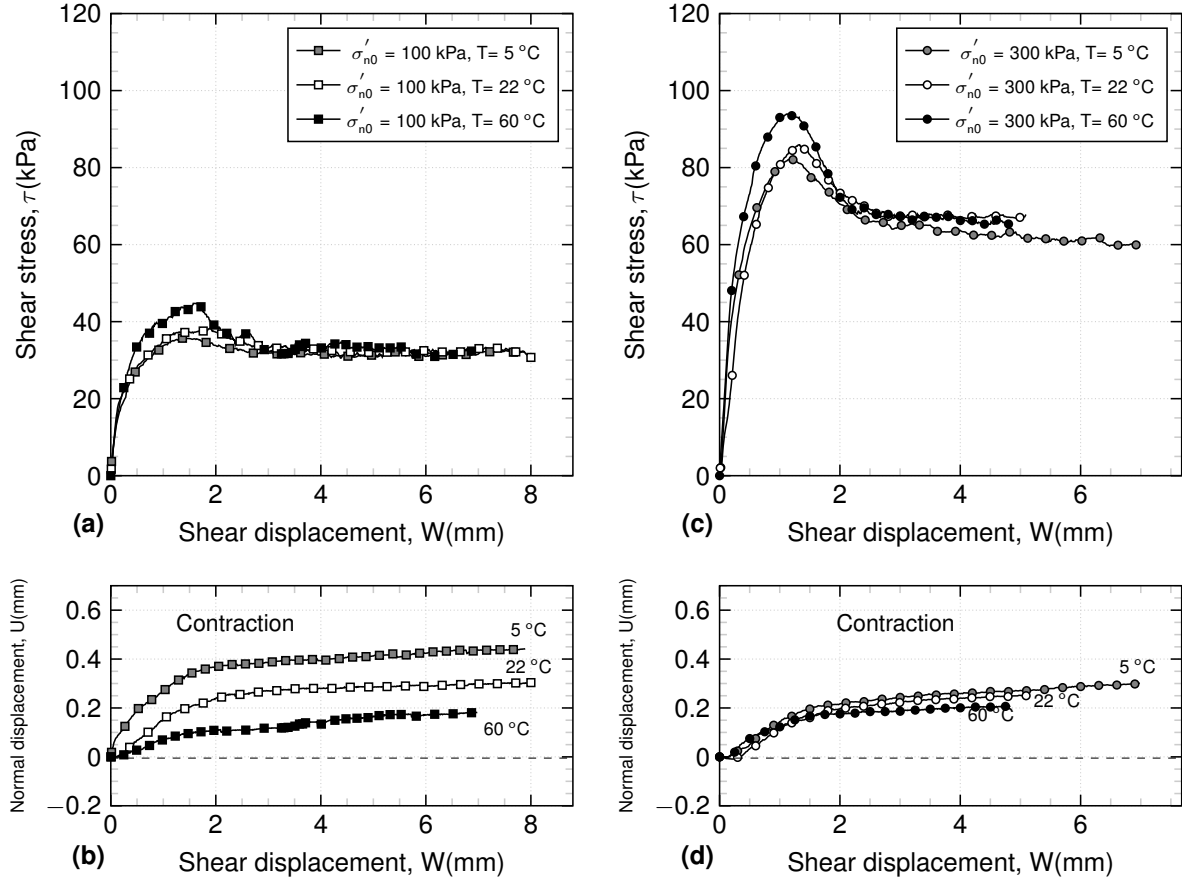 120
100
80
60
40
20
0
Shear stress, τ(kPa)
σ′n0 = 100 kPa, T= 5 °C
σ′n0 = 100 kPa, T= 22 °C
σ′n0 = 100 kPa, T= 60 °C
0 2 4 6 8
(a) Shear displacement, W(mm)
120
100
80
60
40
20
0
Shear stress, τ(kPa)
σ′n0 = 300 kPa, T= 5 °C
σ′n0 = 300 kPa, T= 22 °C
σ′n0 = 300 kPa, T= 60 °C
0 2 4 6
(c) Shear displacement, W(mm)
0.6
0.4
0.2
0
−0.2
Normal displacement, U(mm)
Contraction
5 °C
22 °C
60 °C
0 2 4 6 8
(b) Shear displacement, W(mm)
0.6
0.4
0.2
0
−0.2
Normal displacement, U(mm)
Contraction
5 °C
22 °C
60 °C
0 2 4 6
(d) Shear displacement, W(mm)